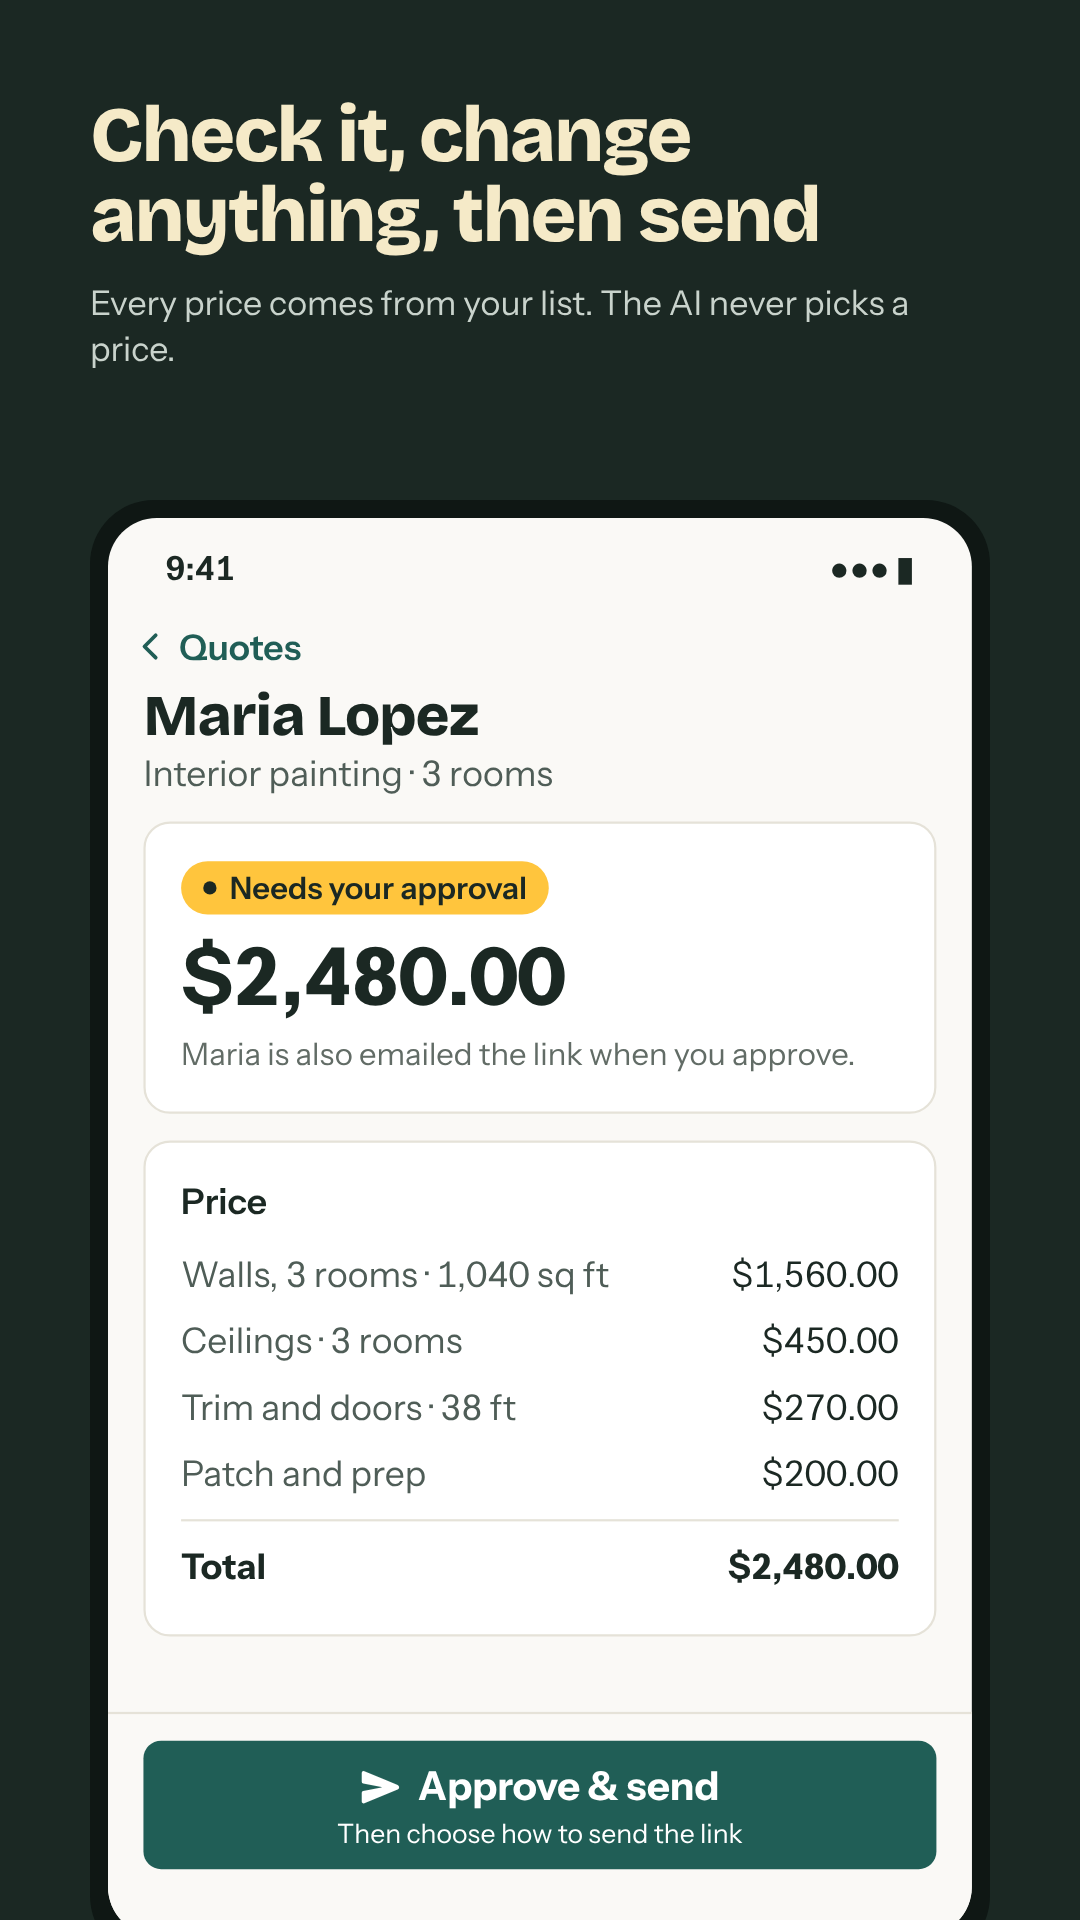 Check it, change
anything, then send
Every price comes from your list. The AI never picks a
price.
9:41
Quotes
Maria Lopez
Interior painting · 3 rooms
Needs your approval
$2,480.00
Maria is also emailed the link when you approve.
Price
Walls, 3 rooms · 1,040 sq ft $1,560.00
Ceilings · 3 rooms $450.00
Trim and doors · 38 ft $270.00
Patch and prep $200.00
Total $2,480.00
Approve & send
Then choose how to send the link